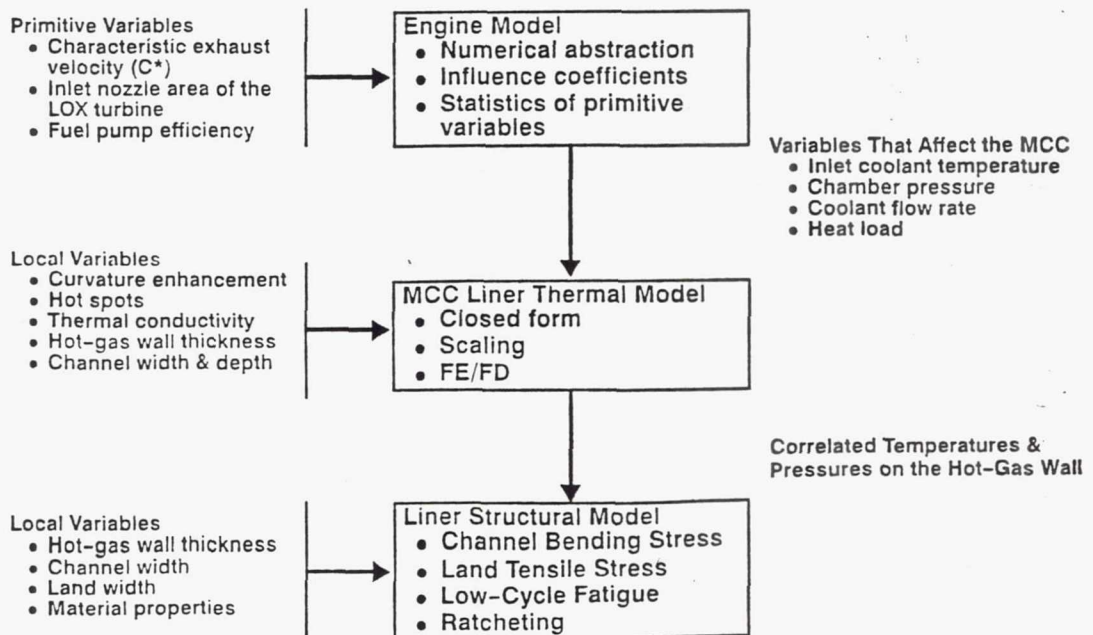 Primitive Variables
• Characteristic exhaust
velocity (C*)
• Inlet nozzle area of the
LOX turbine
• Fuel pump efficiency
Engine Model
• Numerical abstraction
• Influence coefficients
• Statistics of primitive
variables
Variables That Affect the MCC
• Inlet coolant temperature
• Chamber pressure
• Coolant flow rate
• Heat load
Local Variables
• Curvature enhancement
• Hot spots
• Thermal conductivity
• Hot-gas wall thickness
• Channel width & depth
MCC Liner Thermal Model
• Closed form
• Scaling
• FE/FD
Correlated Temperatures &
Pressures on the Hot-Gas Wall
Local Variables
• Hot-gas wall thickness
• Channel width
• Land width
• Material properties
Liner Structural Model
• Channel Bending Stress
• Land Tensile Stress
• Low-Cycle Fatigue
• Ratcheting